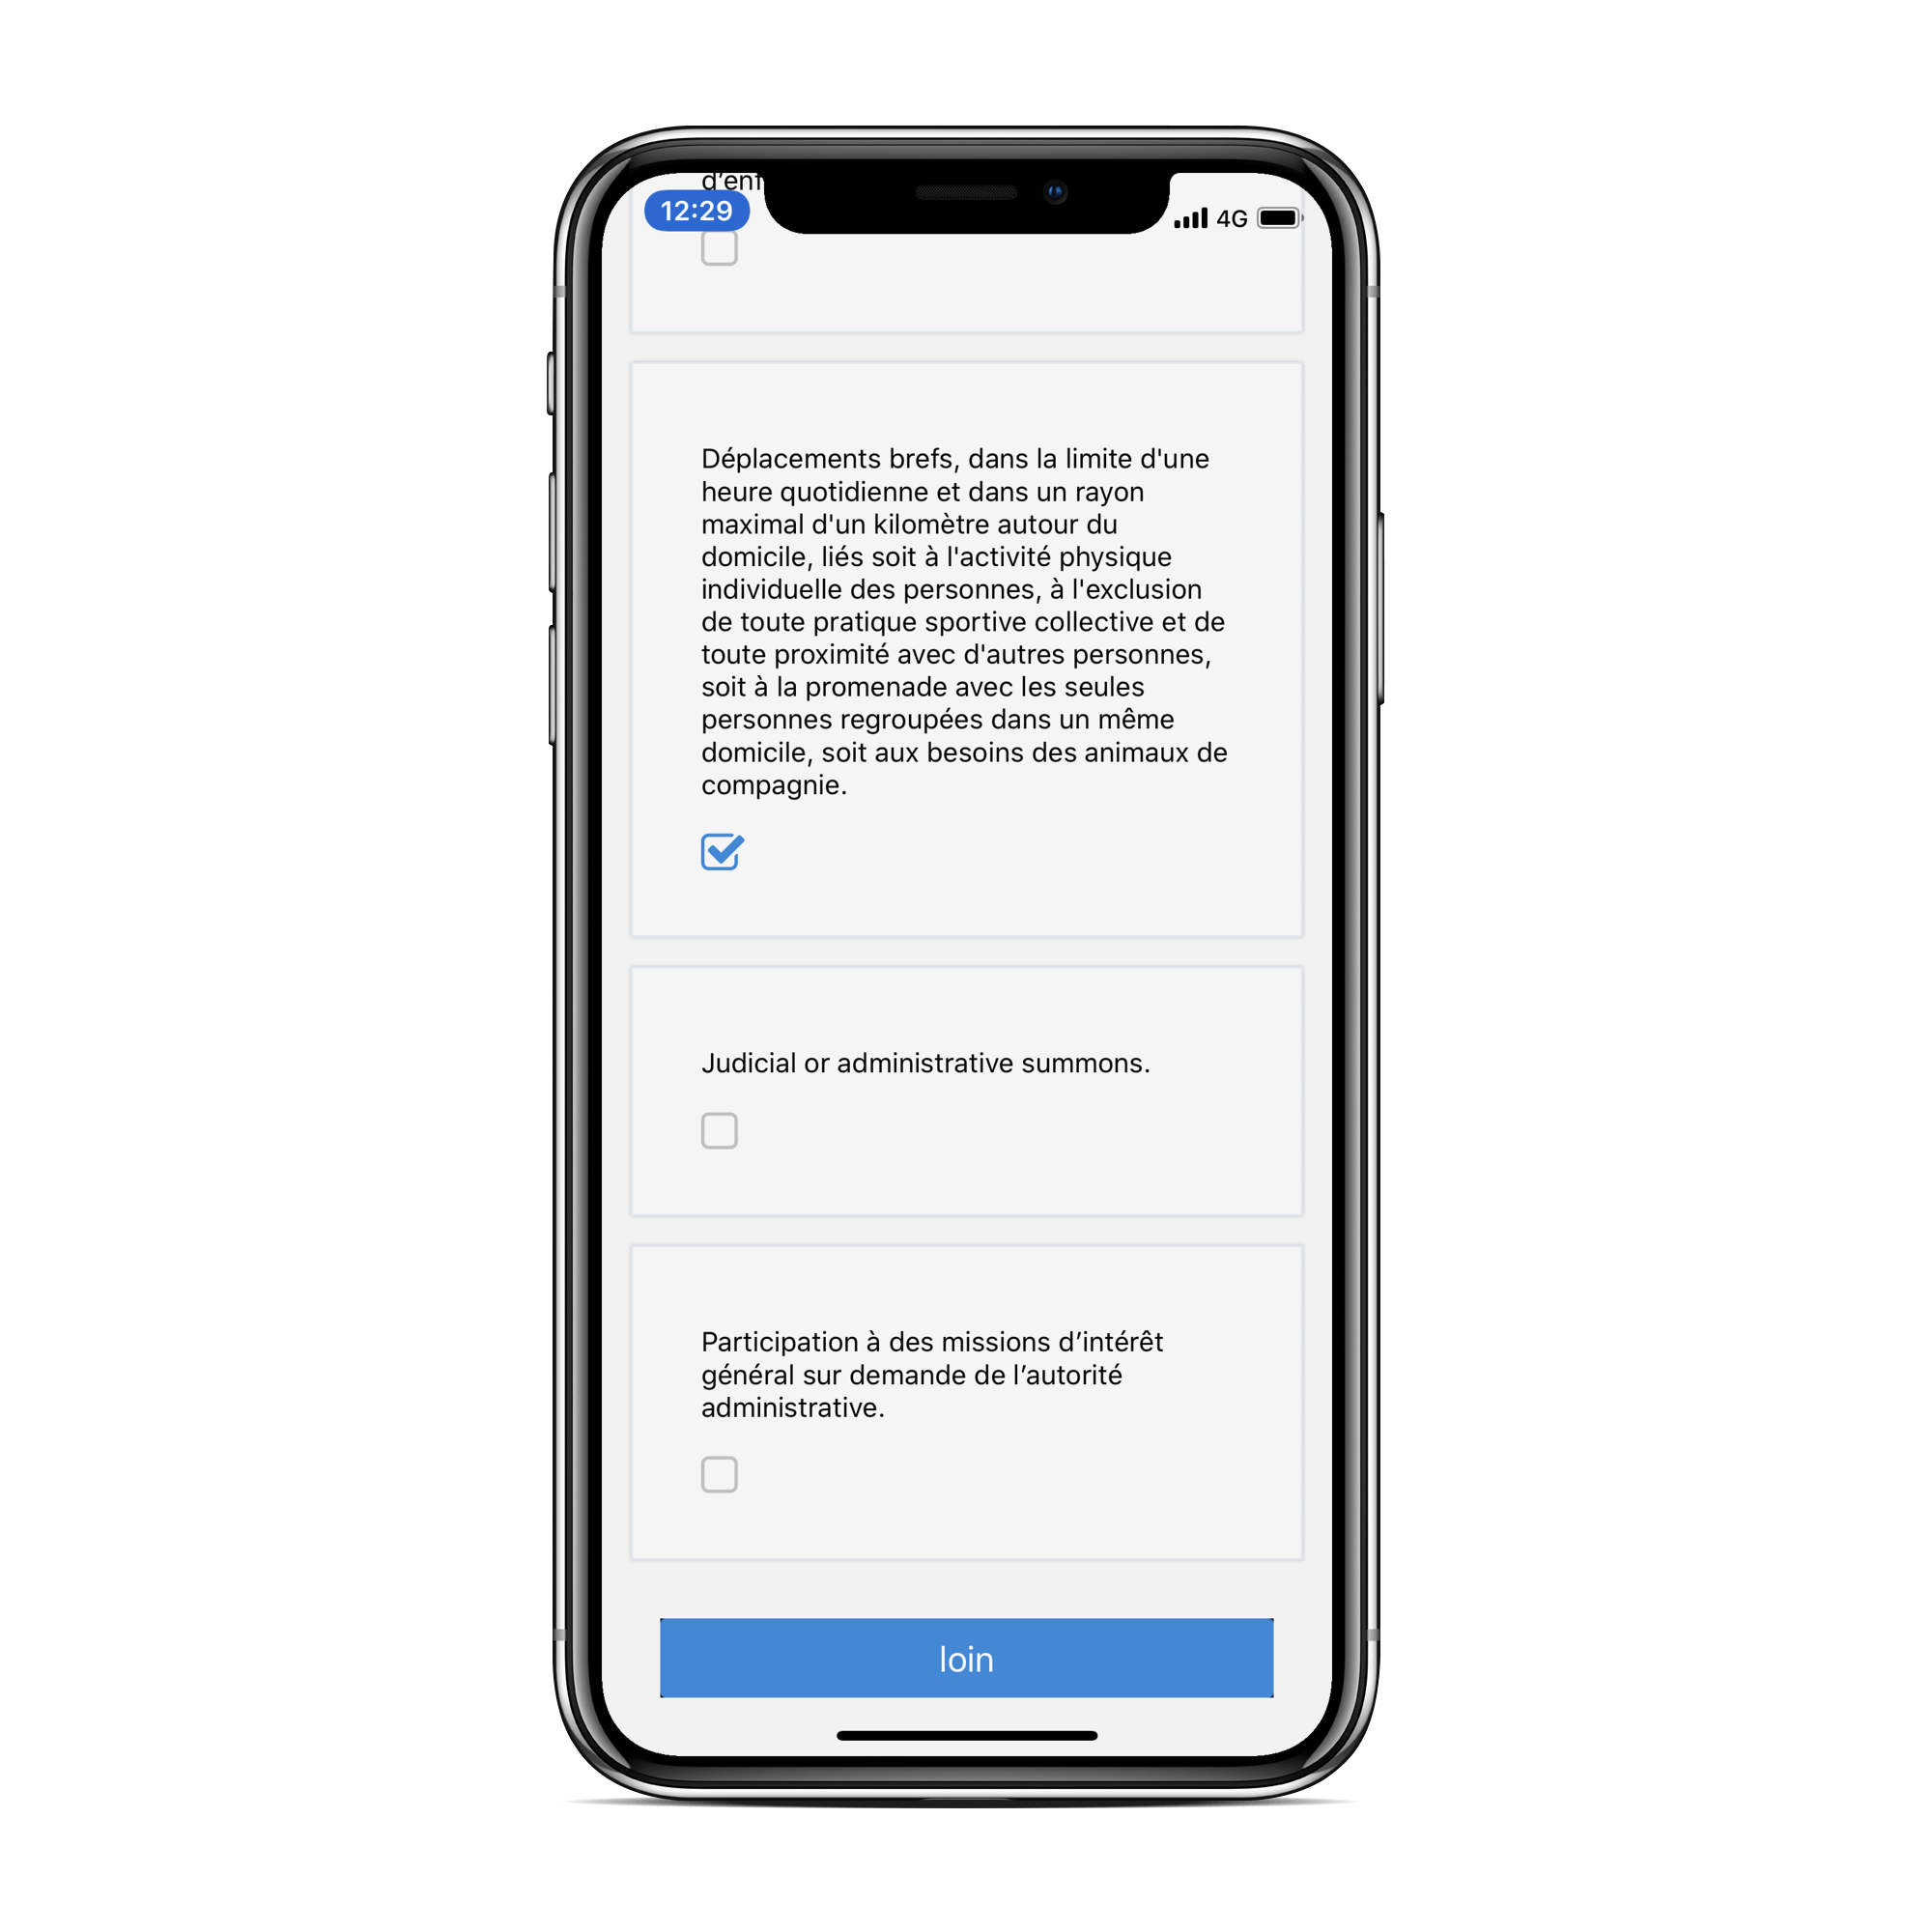 d'enf
12:29
4G
Déplacements brefs, dans la limite d'une
heure quotidienne et dans un rayon
maximal d'un kilomètre autour du
domicile, liés soit à l'activité physique
individuelle des personnes, à l'exclusion
de toute pratique sportive collective et de
toute proximité avec d'autres personnes,
soit à la promenade avec les seules
personnes regroupées dans un même
domicile, soit aux besoins des animaux de
compagnie.
Judicial or administrative summons.
Participation à des missions d’intérêt
général sur demande de l’autorité
administrative.
loin